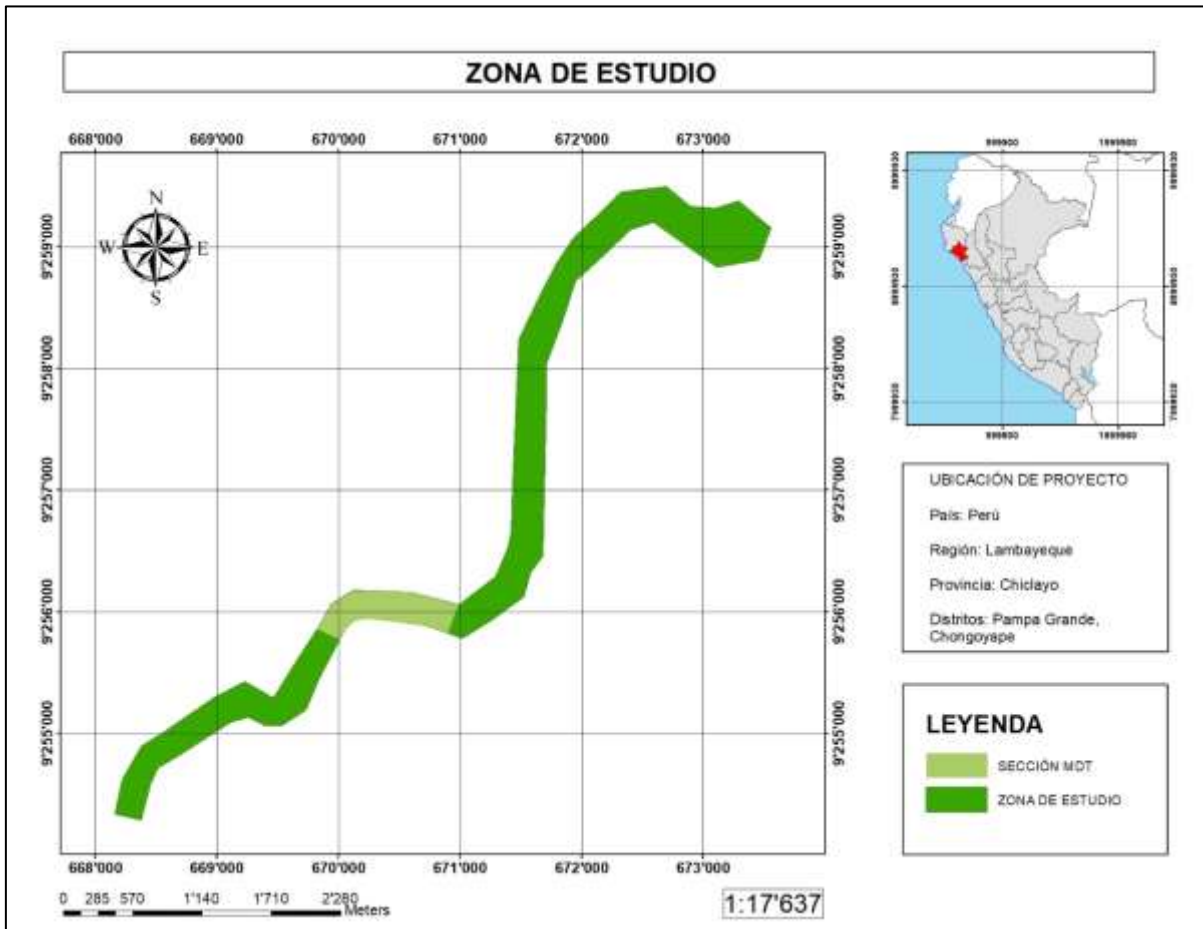 ZONA DE ESTUDIO
668'000 669'000 670'000 671'000 672'000 673'000
9'259'000
9'258'000
9'257'000
9'256'000
9'255'000
N
W E
S
9'259'000
9'258'000
9'257'000
9'256'000
9'255'000
668'000 669'000 670'000 671'000 672'000 673'000
0 285 570 1'140 1'710 2'280
Meters
1:17'637
UBICACIÓN DE PROYECTO
País: Perú
Región: Lambayeque
Provincia: Chiclayo
Distritos: Pampa Grande,
Chongoyape
LEYENDA
SECCIÓN MDT
ZONA DE ESTUDIO